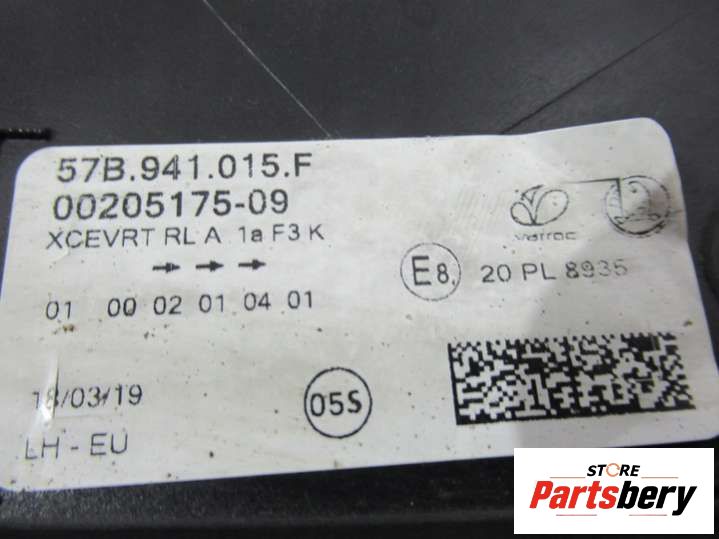 57B.941.015.F
00205175-09
XCEVRT RL A 1a F3 K
01 00 02 01 04 01
varroc
E8 20 PL 8935
18/03/19
05S
LH - EU
STORE
Partsbery